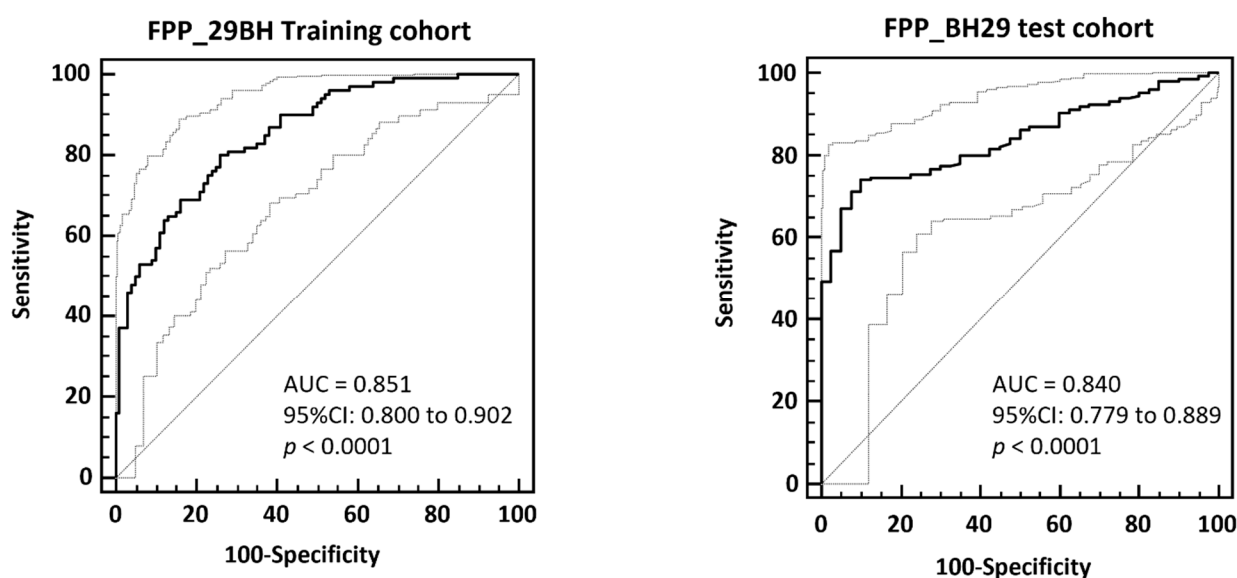 FPP_29BH Training cohort
100
80
60
40
20
0
Sensitivity
AUC = 0.851
95%CI: 0.800 to 0.902
p < 0.0001
0 20 40 60 80 100
100-Specificity
FPP_BH29 test cohort
100
80
60
40
20
0
Sensitivity
AUC = 0.840
95%CI: 0.779 to 0.889
p < 0.0001
0 20 40 60 80 100
100-Specificity